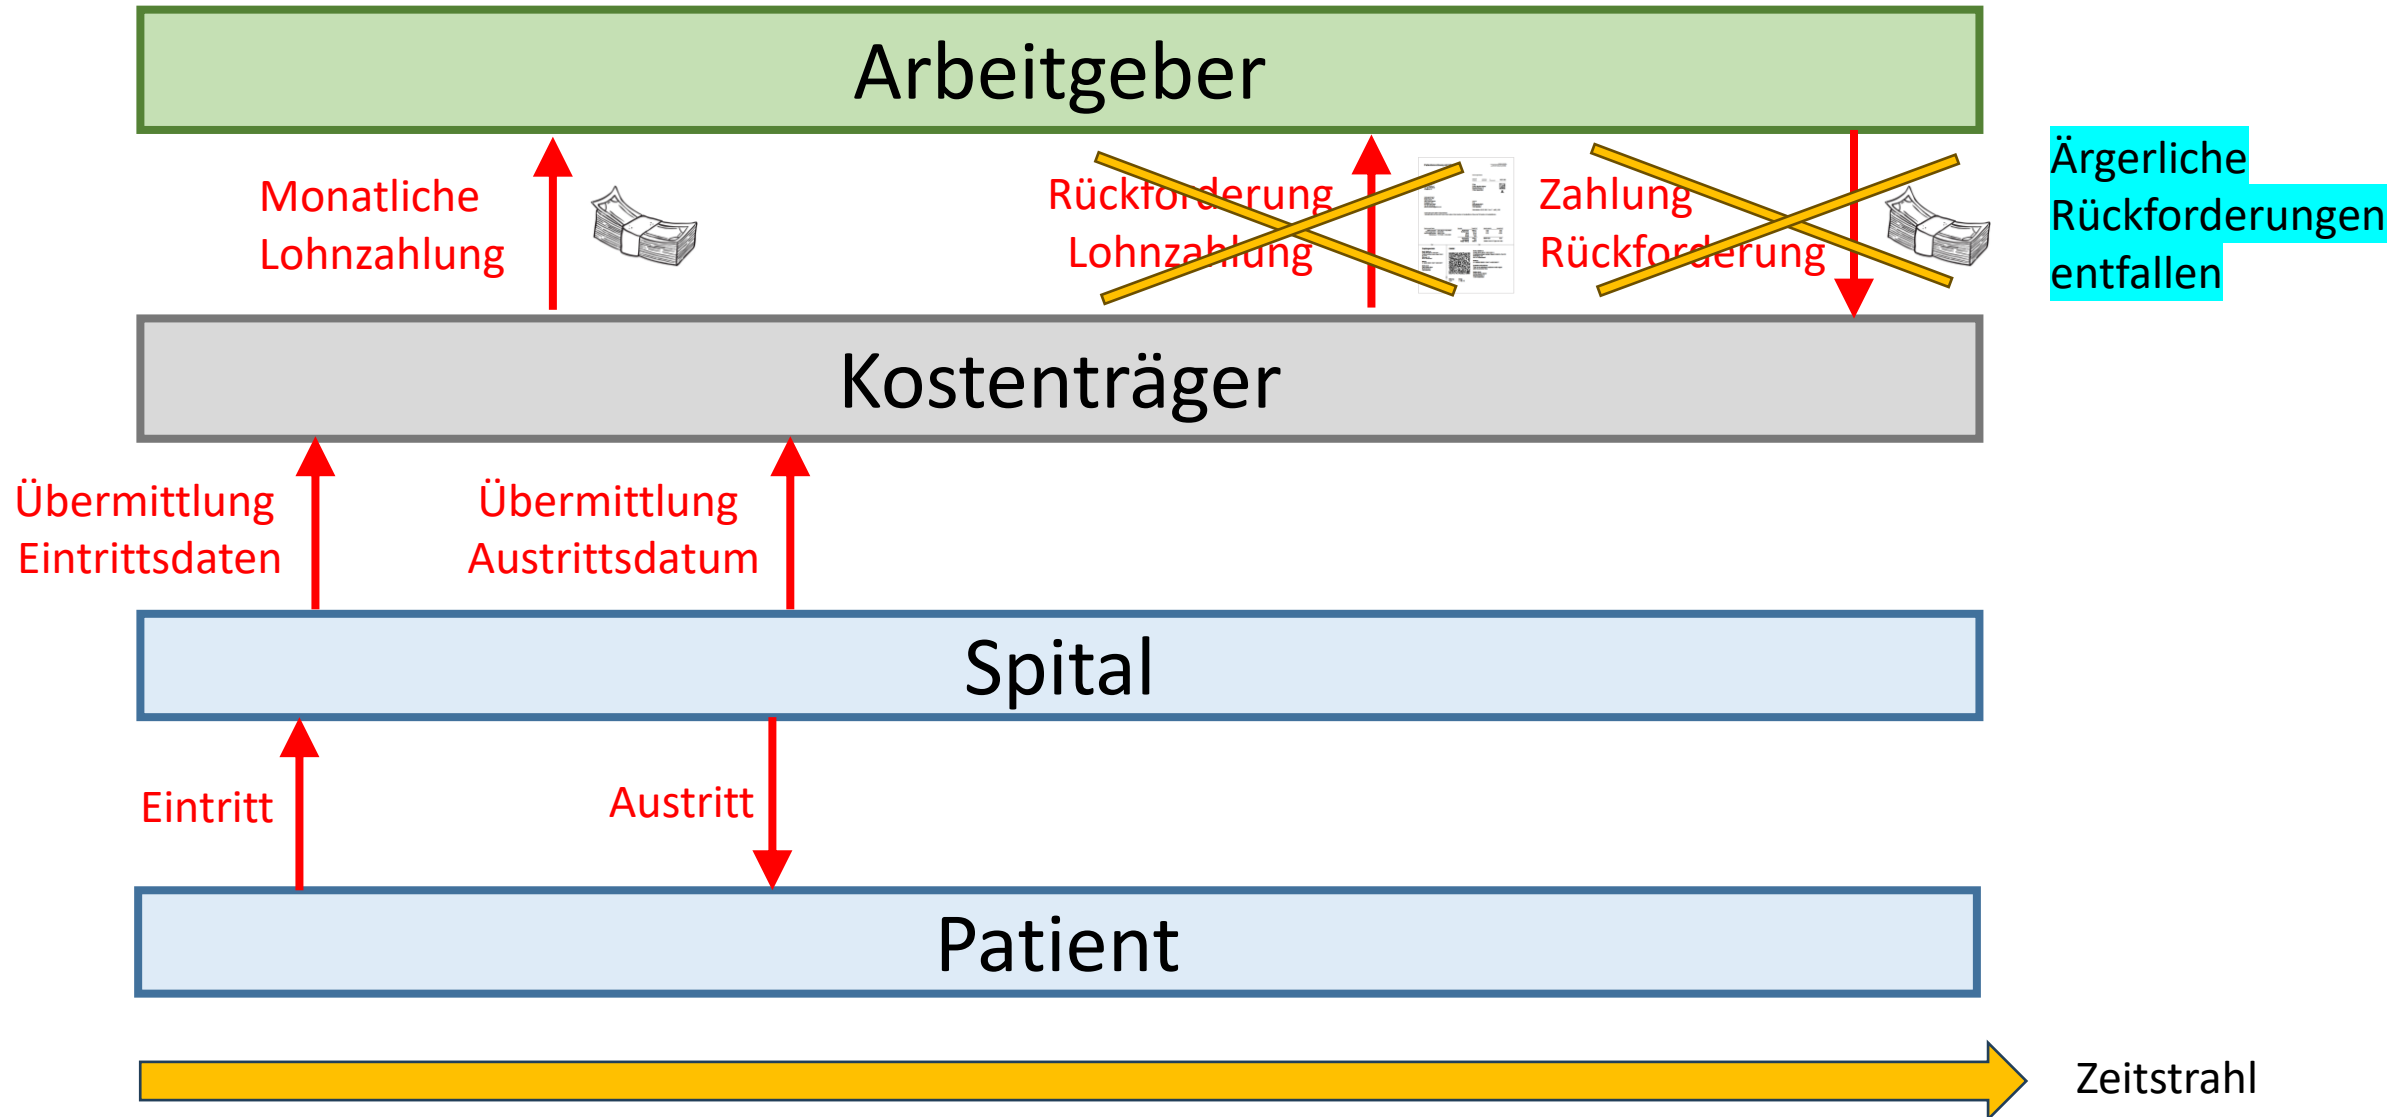 Arbeitgeber
Monatliche
Lohnzahlung
Rückforderung
Lohnzahlung
Zahlung
Rückforderung
Ärgerliche
Rückforderungen
entfallen
Kostenträger
Übermittlung
Eintrittsdaten
Übermittlung
Austrittsdatum
Spital
Eintritt
Austritt
Patient
Zeitstrahl